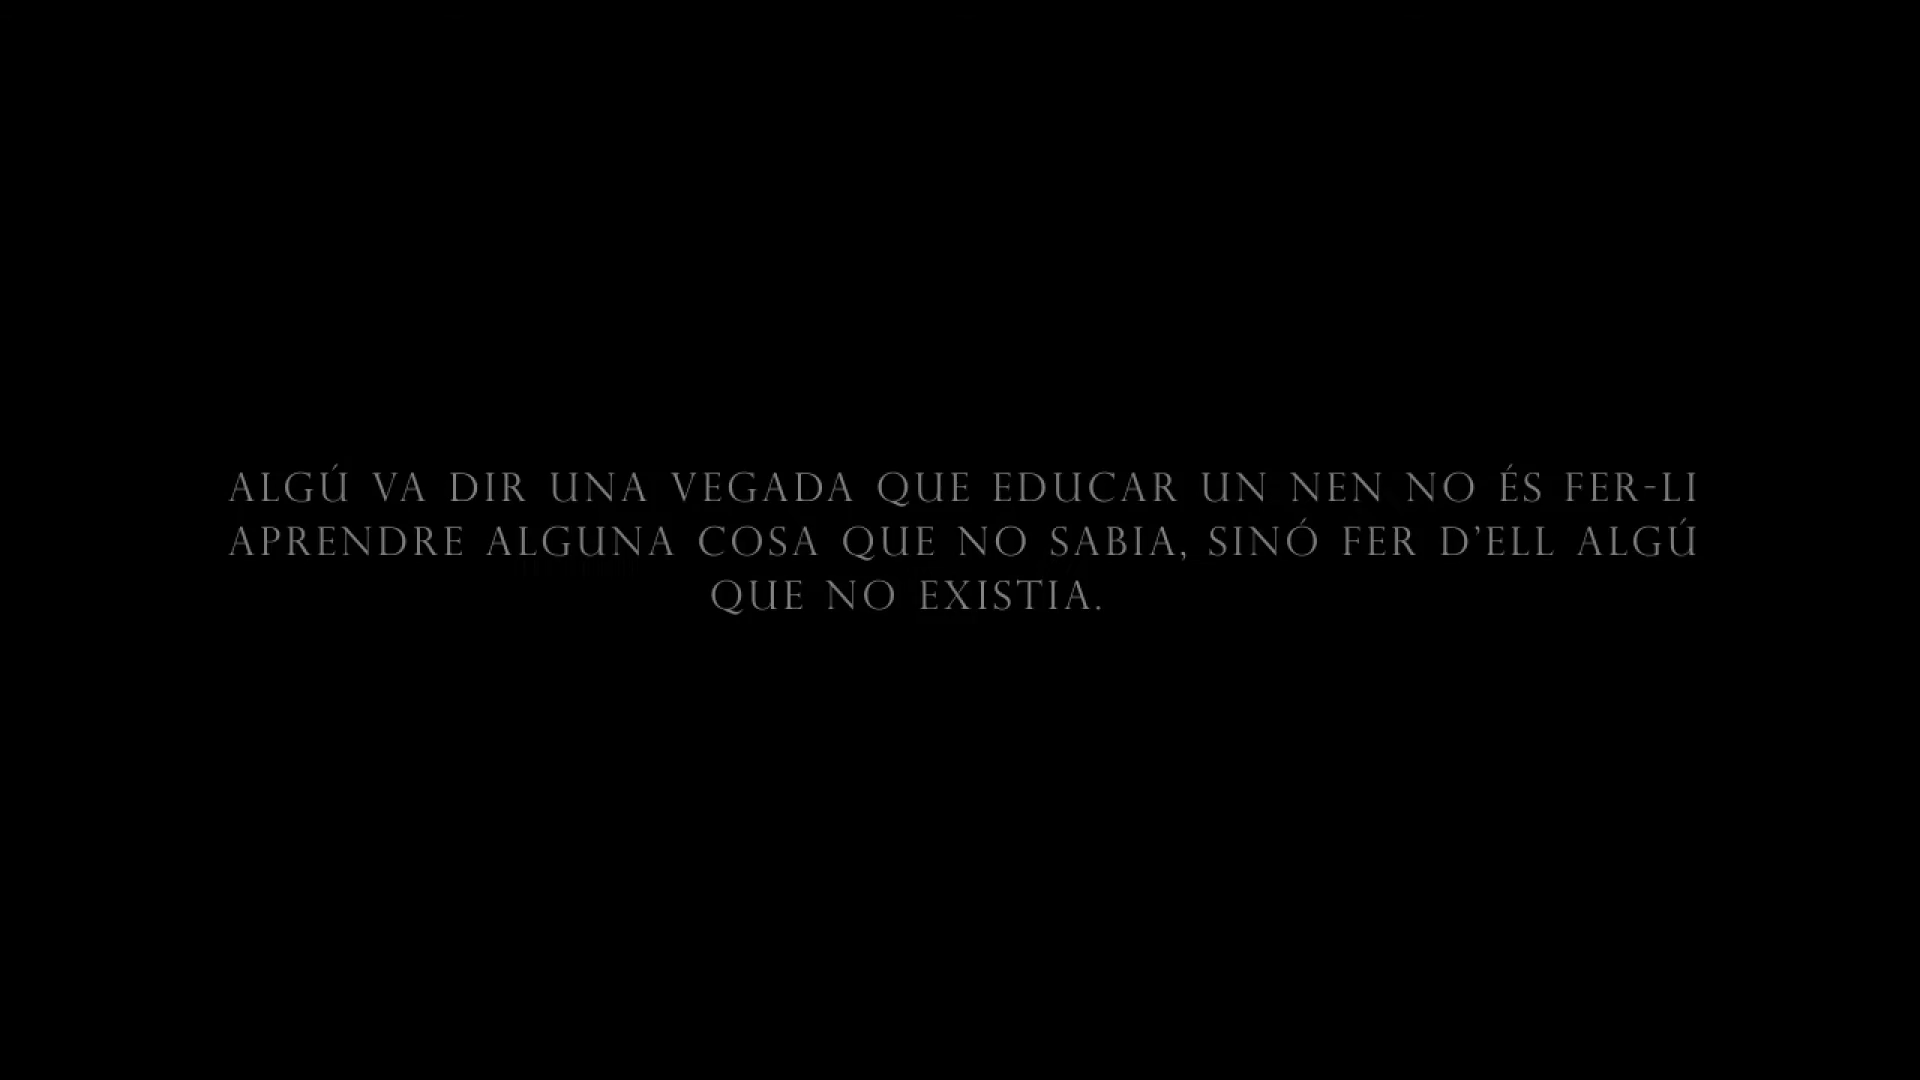 ALGÚ VA DIR UNA VEGADA QUE EDUCAR UN NEN NO ÉS FER-LI
APRENDRE ALGUNA COSA QUE NO SABIA, SINÓ FER D’ELL ALGÚ
QUE NO EXISTIA.